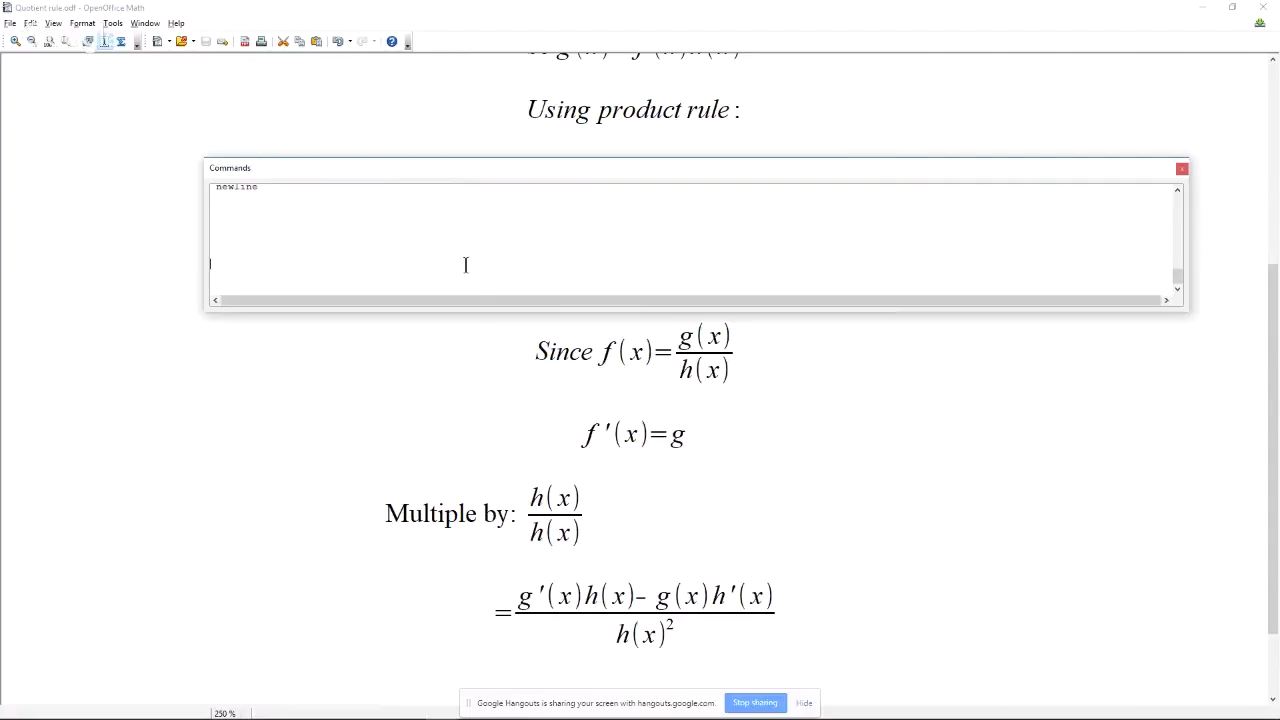 Quotient rule.odf - OpenOffice Math
File Edit View Format Tools Window Help
Using product rule :
Commands
newline
Since f(x)=g(x)/h(x)
f'(x)=g
Multiple by: h(x)/h(x)
=g'(x)h(x)– g(x)h'(x)/h(x)²
Google Hangouts is sharing your screen with hangouts.google.com. Stop sharing Hide
250 %